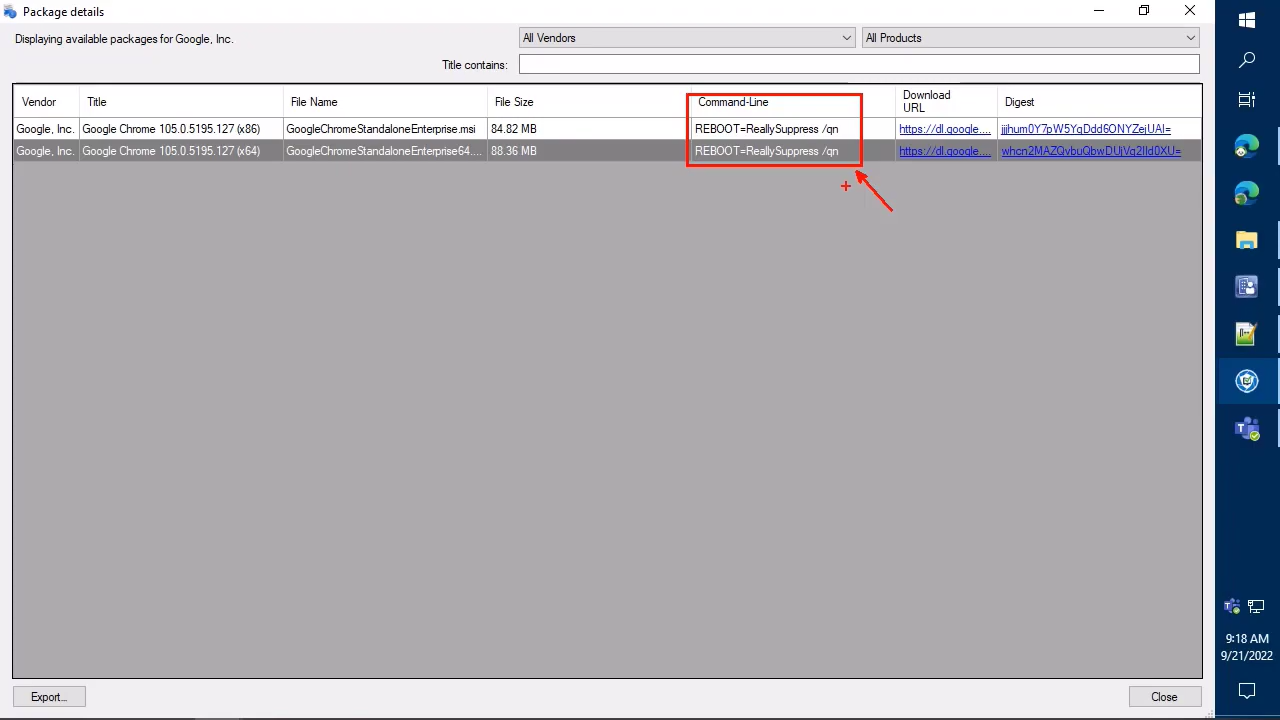 Package details
Displaying available packages for Google, Inc.
All Vendors
All Products
Title contains:
Vendor Title File Name File Size Command-Line Download URL Digest
Google, Inc. Google Chrome 105.0.5195.127 (x86) GoogleChromeStandaloneEnterprise.msi 84.82 MB REBOOT=ReallySuppress /qn https://dl.google.... jjjhum0Y7pW5YgDdd6ONYZejUAI=
Google, Inc. Google Chrome 105.0.5195.127 (x64) GoogleChromeStandaloneEnterprise64.... 88.36 MB REBOOT=ReallySuppress /qn https://dl.google....
Export...
Close
9:18 AM
9/21/2022